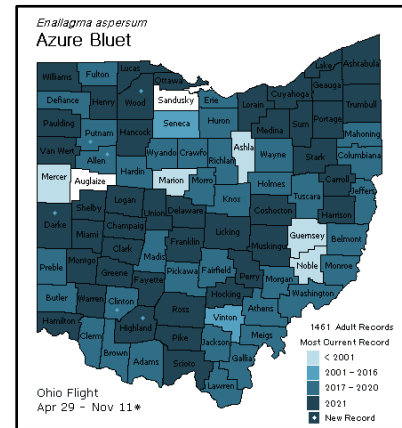 Enallagma aspersum
Azure Bluet
Williams
Fulton
Lucas
Ottawa
Lake
Ashtabula
Defiance
Henry
Wood
Sandusky
Erie
Lorain
Cuyahoga
Geauga
Trumbull
Paulding
Putnam
Hancock
Seneca
Huron
Medina
Sum
Portage
Mahoning
Van Wert
Allen
Wyando
Crawfo
Richlan
Ashla
Wayne
Stark
Columbiana
Mercer
Auglaize
Hardin
Marion
Morro
Holmes
Tuscara
Carroll
Jeffers
Logan
Knox
Coshocton
Harrison
Shelby
Union
Delaware
Darke
Champaig
Licking
Guernsey
Belmont
Miami
Clark
Franklin
Muskingu
Noble
Monroe
Preble
Montgo
Greene
Madis
Pickawa
Fairfield
Perry
Morgan
Fayette
Hocking
Washington
Butler
Warren
Clinton
Ross
Vinton
Athens
Hamilton
Clerm
Highland
Pike
Jackson
Meigs
Brown
Adams
Scioto
Gallia
Lawren
1461 Adult Records
Most Current Record
< 2001
2001 - 2016
2017 - 2020
2021
New Record
Ohio Flight
Apr 29 - Nov 11*